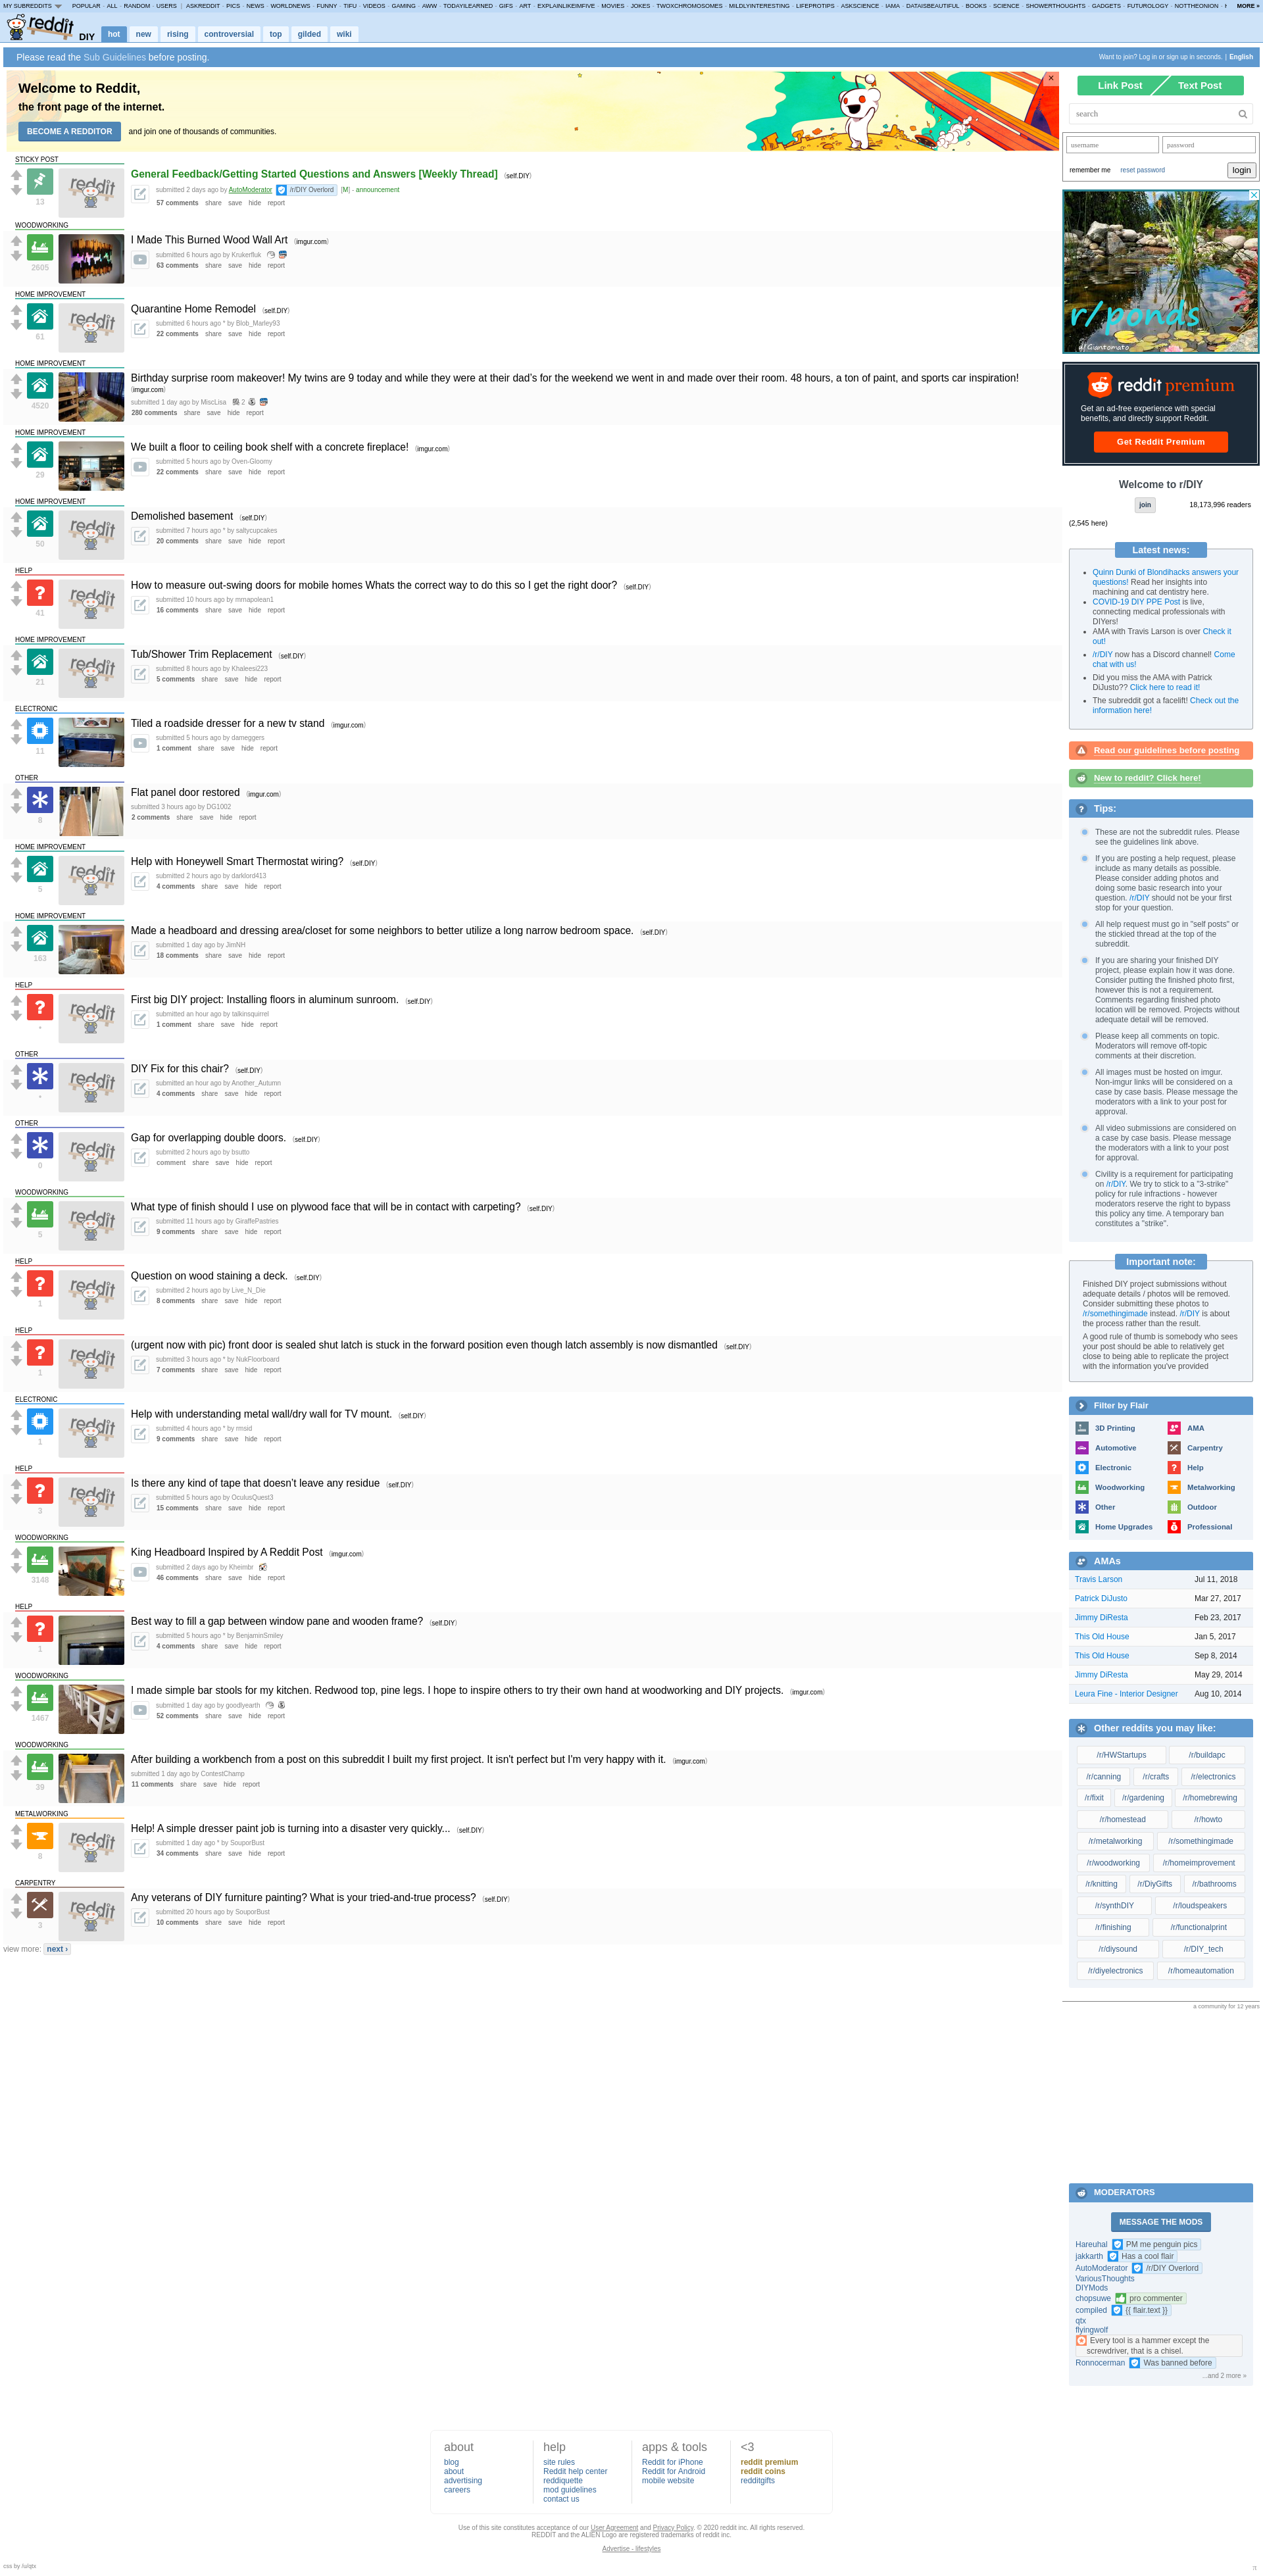 MY SUBREDDITS POPULAR - ALL - RANDOM - USERS | ASKREDDIT - PICS - NEWS - WORLDNEWS - FUNNY - TIFU - VIDEOS - GAMING - AWW - TODAYILEARNED - GIFS - ART - EXPLAINLIKEIMFIVE - MOVIES - JOKES - TWOXCHROMOSOMES - MILDLYINTERESTING - LIFEPROTIPS - ASKSCIENCE - IAMA - DATAISBEAUTIFUL - BOOKS - SCIENCE - SHOWERTHOUGHTS - GADGETS - FUTUROLOGY - NOTTHEONION - MORE »
reddit DIY hot new rising controversial top gilded wiki
Please read the Sub Guidelines before posting.
Want to join? Log in or sign up in seconds. | English
Welcome to Reddit,
the front page of the internet.
BECOME A REDDITOR and join one of thousands of communities.
STICKY POST
13
General Feedback/Getting Started Questions and Answers [Weekly Thread] (self.DIY)
submitted 2 days ago by AutoModerator /r/DIY Overlord [M] - announcement
57 comments share save hide report
WOODWORKING
2605
I Made This Burned Wood Wall Art (imgur.com)
submitted 6 hours ago by Krukerfluk
63 comments share save hide report
HOME IMPROVEMENT
61
Quarantine Home Remodel (self.DIY)
submitted 6 hours ago * by Blob_Marley93
22 comments share save hide report
HOME IMPROVEMENT
4520
Birthday surprise room makeover! My twins are 9 today and while they were at their dad's for the weekend we went in and made over their room. 48 hours, a ton of paint, and sports car inspiration!
(imgur.com)
submitted 1 day ago by MiscLisa 2
280 comments share save hide report
HOME IMPROVEMENT
29
We built a floor to ceiling book shelf with a concrete fireplace! (imgur.com)
submitted 5 hours ago by Oven-Gloomy
22 comments share save hide report
HOME IMPROVEMENT
50
Demolished basement (self.DIY)
submitted 7 hours ago * by saltycupcakes
20 comments share save hide report
HELP
41
How to measure out-swing doors for mobile homes Whats the correct way to do this so I get the right door? (self.DIY)
submitted 10 hours ago by mrnapolean1
16 comments share save hide report
HOME IMPROVEMENT
21
Tub/Shower Trim Replacement (self.DIY)
submitted 8 hours ago by Khaleesi223
5 comments share save hide report
ELECTRONIC
11
Tiled a roadside dresser for a new tv stand (imgur.com)
submitted 5 hours ago by dameggers
1 comment share save hide report
OTHER
8
Flat panel door restored (imgur.com)
submitted 3 hours ago by DG1002
2 comments share save hide report
HOME IMPROVEMENT
5
Help with Honeywell Smart Thermostat wiring? (self.DIY)
submitted 2 hours ago by darklord413
4 comments share save hide report
HOME IMPROVEMENT
163
Made a headboard and dressing area/closet for some neighbors to better utilize a long narrow bedroom space. (self.DIY)
submitted 1 day ago by JimNH
18 comments share save hide report
HELP
•
First big DIY project: Installing floors in aluminum sunroom. (self.DIY)
submitted an hour ago by talkinsquirrel
1 comment share save hide report
OTHER
•
DIY Fix for this chair? (self.DIY)
submitted an hour ago by Another_Autumn
4 comments share save hide report
OTHER
0
Gap for overlapping double doors. (self.DIY)
submitted 2 hours ago by bsutto
comment share save hide report
WOODWORKING
5
What type of finish should I use on plywood face that will be in contact with carpeting? (self.DIY)
submitted 11 hours ago by GiraffePastries
9 comments share save hide report
HELP
1
Question on wood staining a deck. (self.DIY)
submitted 2 hours ago by Live_N_Die
8 comments share save hide report
HELP
1
(urgent now with pic) front door is sealed shut latch is stuck in the forward position even though latch assembly is now dismantled (self.DIY)
submitted 3 hours ago * by NukFloorboard
7 comments share save hide report
ELECTRONIC
1
Help with understanding metal wall/dry wall for TV mount. (self.DIY)
submitted 4 hours ago * by rmsid
9 comments share save hide report
HELP
3
Is there any kind of tape that doesn't leave any residue (self.DIY)
submitted 5 hours ago by OculusQuest3
15 comments share save hide report
WOODWORKING
3148
King Headboard Inspired by A Reddit Post (imgur.com)
submitted 2 days ago by Kheimbr
46 comments share save hide report
HELP
1
Best way to fill a gap between window pane and wooden frame? (self.DIY)
submitted 5 hours ago * by BenjaminSmiley
4 comments share save hide report
WOODWORKING
1467
I made simple bar stools for my kitchen. Redwood top, pine legs. I hope to inspire others to try their own hand at woodworking and DIY projects. (imgur.com)
submitted 1 day ago by goodlyearth
52 comments share save hide report
WOODWORKING
39
After building a workbench from a post on this subreddit I built my first project. It isn't perfect but I'm very happy with it. (imgur.com)
submitted 1 day ago by ContestChamp
11 comments share save hide report
METALWORKING
8
Help! A simple dresser paint job is turning into a disaster very quickly... (self.DIY)
submitted 1 day ago * by SouporBust
34 comments share save hide report
CARPENTRY
3
Any veterans of DIY furniture painting? What is your tried-and-true process? (self.DIY)
submitted 20 hours ago by SouporBust
10 comments share save hide report
view more: next ›
Link Post Text Post
search
username password
remember me reset password login
r/ponds
u/Giantomato
reddit premium
Get an ad-free experience with special
benefits, and directly support Reddit.
Get Reddit Premium
Welcome to r/DIY
join 18,173,996 readers
(2,545 here)
Latest news:
Quinn Dunki of Blondihacks answers your
questions! Read her insights into
machining and cat dentistry here.
COVID-19 DIY PPE Post is live,
connecting medical professionals with
DIYers!
AMA with Travis Larson is over Check it
out!
/r/DIY now has a Discord channel! Come
chat with us!
Did you miss the AMA with Patrick
DiJusto?? Click here to read it!
The subreddit got a facelift! Check out the
information here!
Read our guidelines before posting
New to reddit? Click here!
Tips:
These are not the subreddit rules. Please
see the guidelines link above.
If you are posting a help request, please
include as many details as possible.
Please consider adding photos and
doing some basic research into your
question. /r/DIY should not be your first
stop for your question.
All help request must go in "self posts" or
the stickied thread at the top of the
subreddit.
If you are sharing your finished DIY
project, please explain how it was done.
Consider putting the finished photo first,
however this is not a requirement.
Comments regarding finished photo
location will be removed. Projects without
adequate detail will be removed.
Please keep all comments on topic.
Moderators will remove off-topic
comments at their discretion.
All images must be hosted on imgur.
Non-imgur links will be considered on a
case by case basis. Please message the
moderators with a link to your post for
approval.
All video submissions are considered on
a case by case basis. Please message
the moderators with a link to your post
for approval.
Civility is a requirement for participating
on /r/DIY. We try to stick to a "3-strike"
policy for rule infractions - however
moderators reserve the right to bypass
this policy any time. A temporary ban
constitutes a "strike".
Important note:
Finished DIY project submissions without
adequate details / photos will be removed.
Consider submitting these photos to
/r/somethingimade instead. /r/DIY is about
the process rather than the result.
A good rule of thumb is somebody who sees
your post should be able to relatively get
close to being able to replicate the project
with the information you've provided
Filter by Flair
3D Printing AMA
Automotive Carpentry
Electronic Help
Woodworking Metalworking
Other Outdoor
Home Upgrades Professional
AMAs
Travis Larson Jul 11, 2018
Patrick DiJusto Mar 27, 2017
Jimmy DiResta Feb 23, 2017
This Old House Jan 5, 2017
This Old House Sep 8, 2014
Jimmy DiResta May 29, 2014
Leura Fine - Interior Designer Aug 10, 2014
Other reddits you may like:
/r/HWStartups /r/buildapc
/r/canning /r/crafts /r/electronics
/r/fixit /r/gardening /r/homebrewing
/r/homestead /r/howto
/r/metalworking /r/somethingimade
/r/woodworking /r/homeimprovement
/r/knitting /r/DiyGifts /r/bathrooms
/r/synthDIY /r/loudspeakers
/r/finishing /r/functionalprint
/r/diysound /r/DIY_tech
/r/diyelectronics /r/homeautomation
a community for 12 years
MODERATORS
MESSAGE THE MODS
Hareuhal PM me penguin pics
jakkarth Has a cool flair
AutoModerator /r/DIY Overlord
VariousThoughts
DIYMods
chopsuwe pro commenter
compiled {{ flair.text }}
qtx
flyingwolf
Every tool is a hammer except the
screwdriver, that is a chisel.
Ronnocerman Was banned before
...and 2 more »
about help apps & tools <3
blog site rules Reddit for iPhone reddit premium
about Reddit help center Reddit for Android reddit coins
advertising reddiquette mobile website redditgifts
careers mod guidelines
contact us
Use of this site constitutes acceptance of our User Agreement and Privacy Policy. © 2020 reddit inc. All rights reserved.
REDDIT and the ALIEN Logo are registered trademarks of reddit inc.
Advertise - lifestyles
css by /u/qtx
π